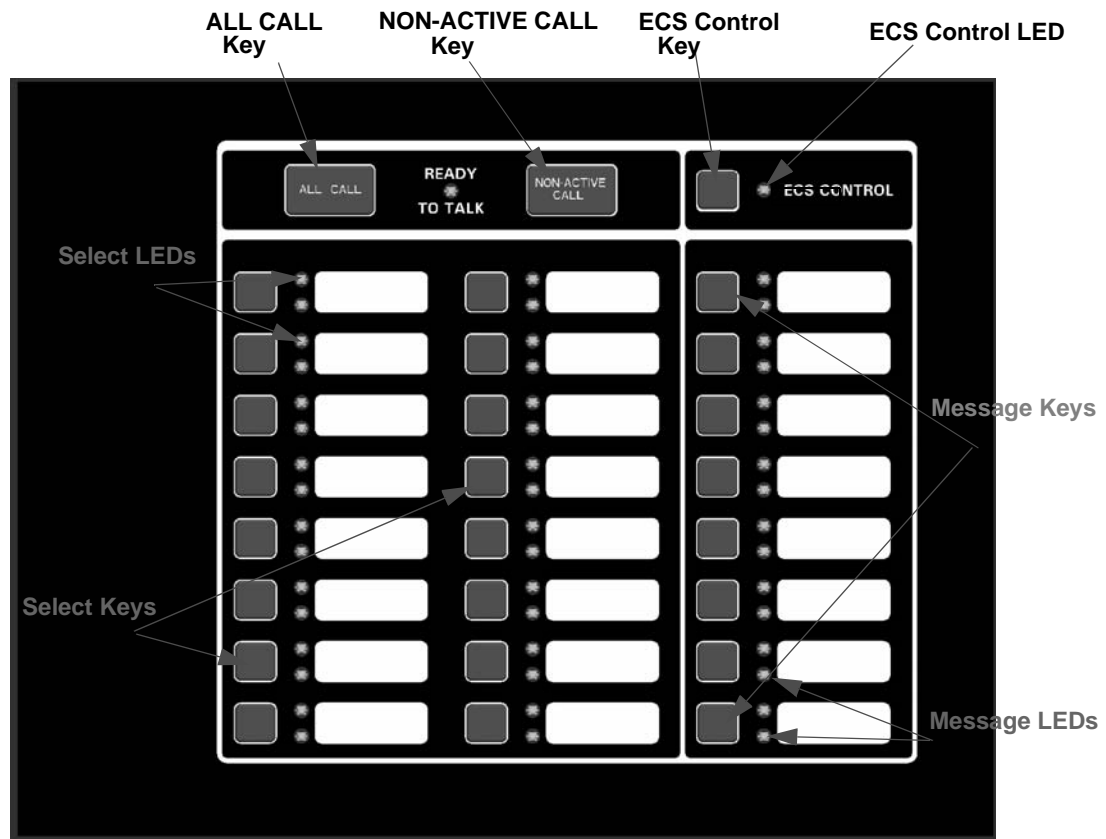 ALL CALL
Key
NON-ACTIVE CALL
Key
ECS Control
Key
ECS Control LED
ALL CALL
READY
TO TALK
NON-ACTIVE
CALL
ECS CONTROL
Select LEDs
Message Keys
Select Keys
Message LEDs